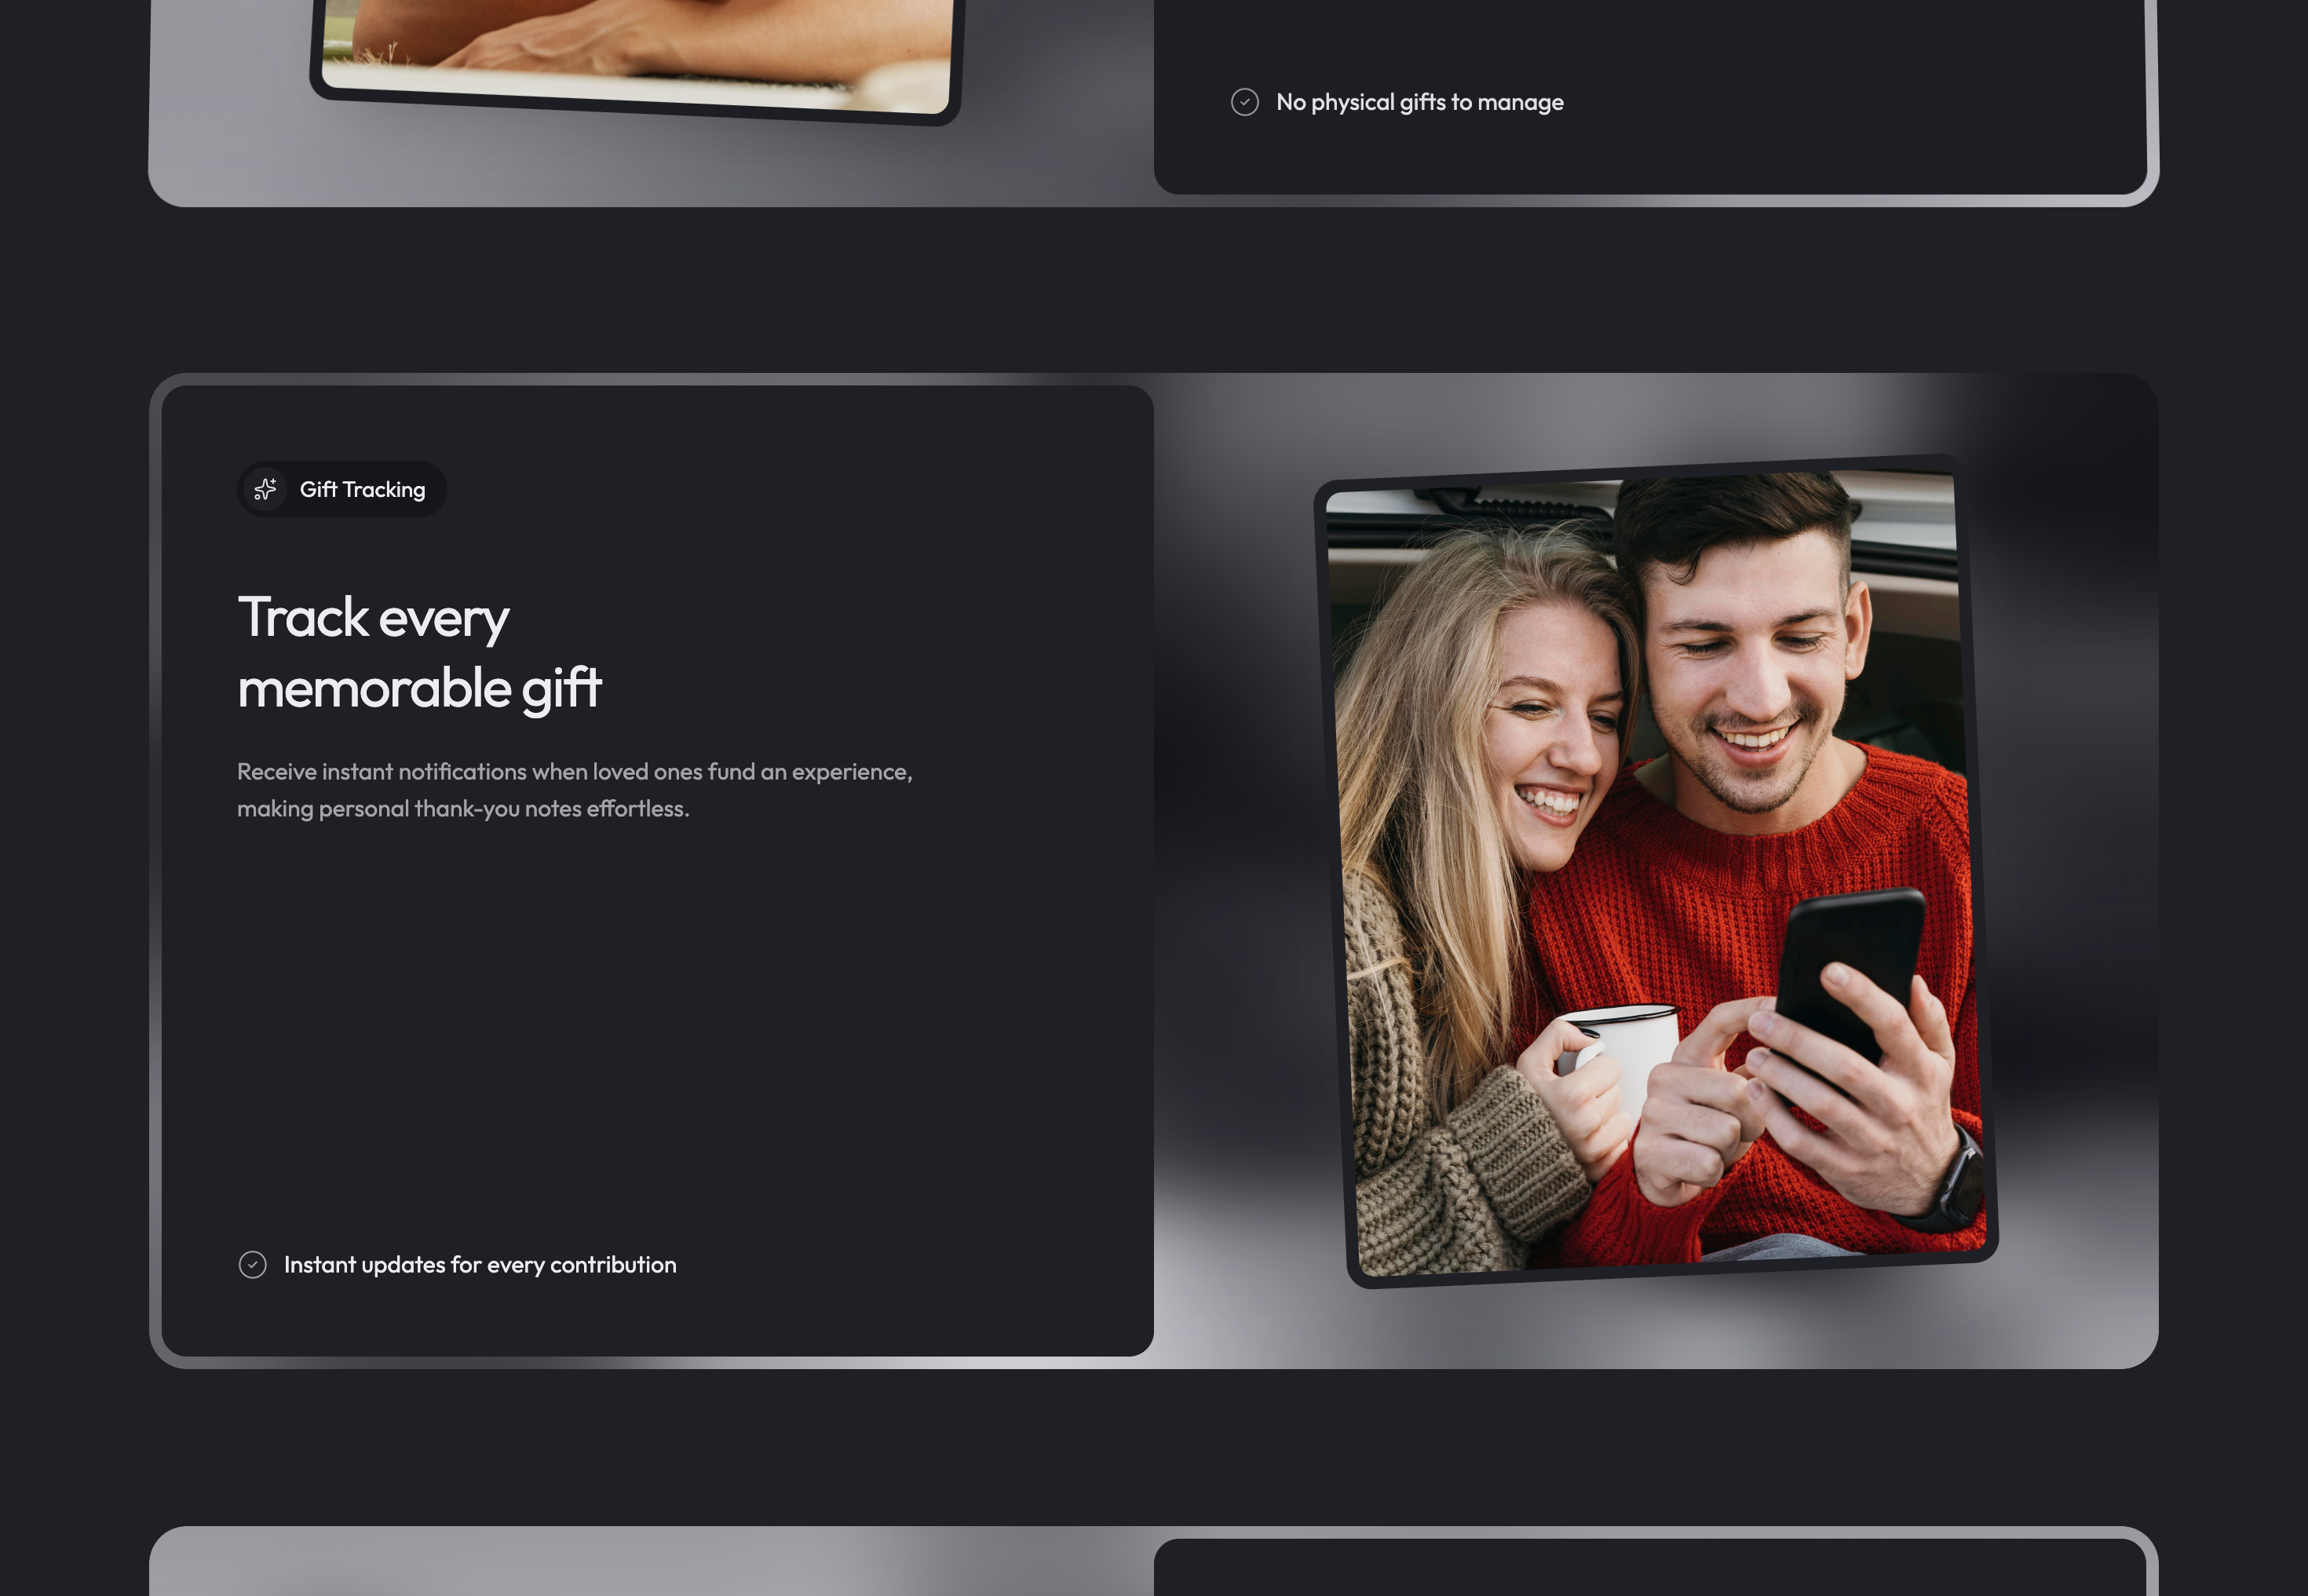 No physical gifts to manage
Gift Tracking
Track every
memorable gift
Receive instant notifications when loved ones fund an experience,
making personal thank-you notes effortless.
Instant updates for every contribution